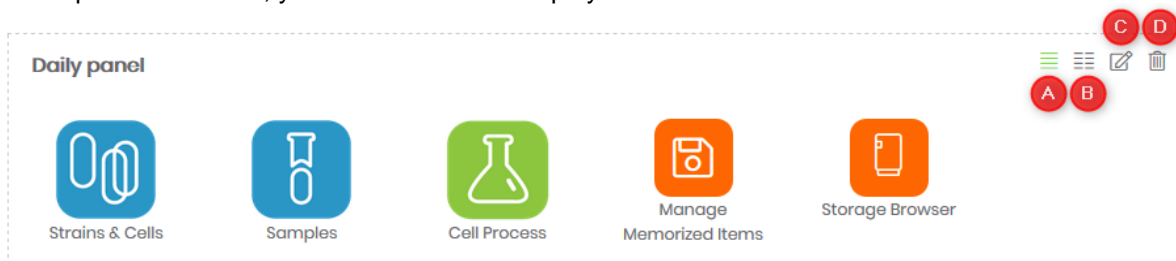 C D
Daily panel
A B
Strains & Cells
Samples
Cell Process
Manage
Memorized Items
Storage Browser